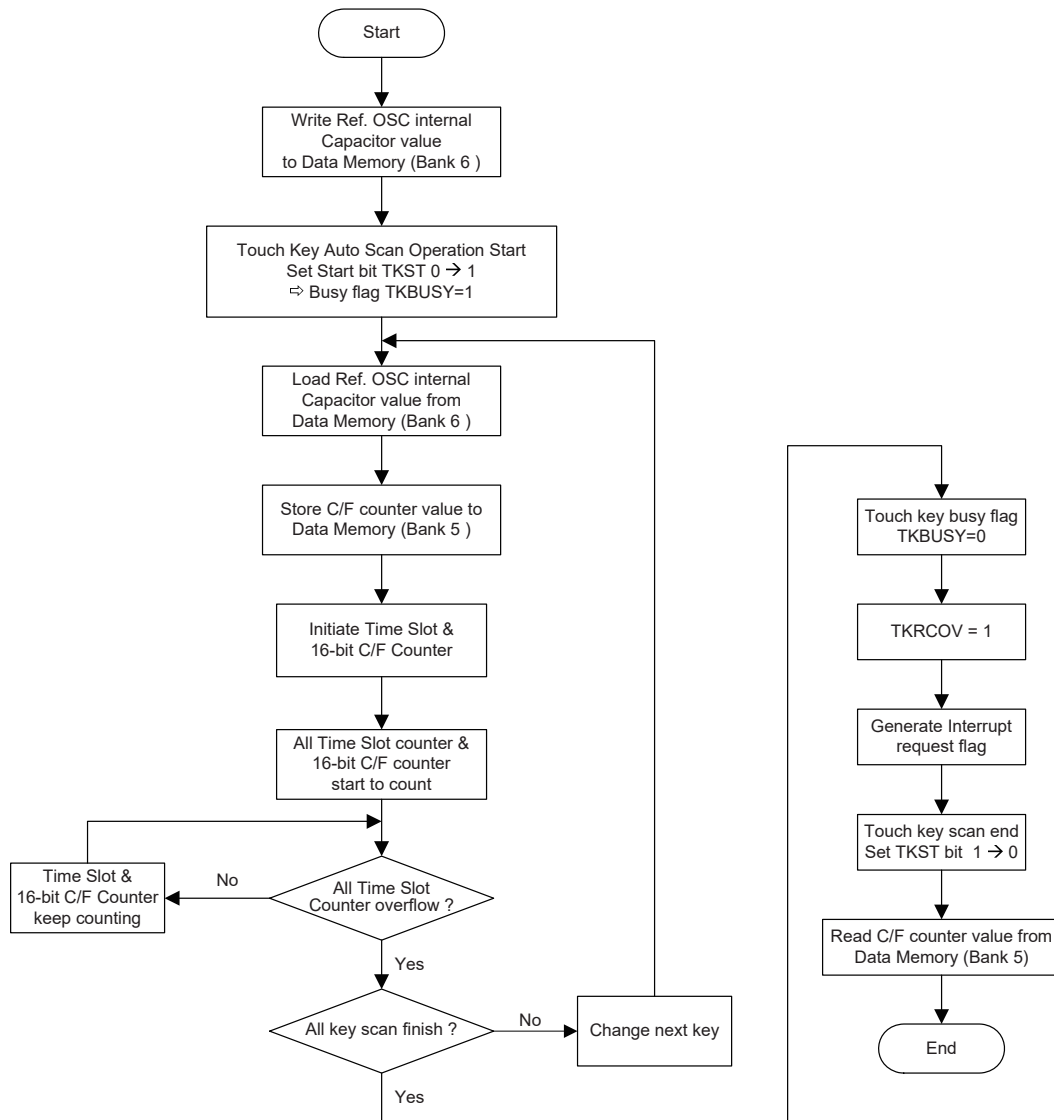 Start
Write Ref. OSC internal
Capacitor value
to Data Memory (Bank 6 )
Touch Key Auto Scan Operation Start
Set Start bit TKST 0 → 1
⇨ Busy flag TKBUSY=1
Load Ref. OSC internal
Capacitor value from
Data Memory (Bank 6 )
Store C/F counter value to
Data Memory (Bank 5 )
Initiate Time Slot &
16-bit C/F Counter
All Time Slot counter &
16-bit C/F counter
start to count
Time Slot &
16-bit C/F Counter
keep counting
No
All Time Slot
Counter overflow ?
Yes
All key scan finish ?
No
Change next key
Yes
Touch key busy flag
TKBUSY=0
TKRCOV = 1
Generate Interrupt
request flag
Touch key scan end
Set TKST bit 1 → 0
Read C/F counter value from
Data Memory (Bank 5)
End